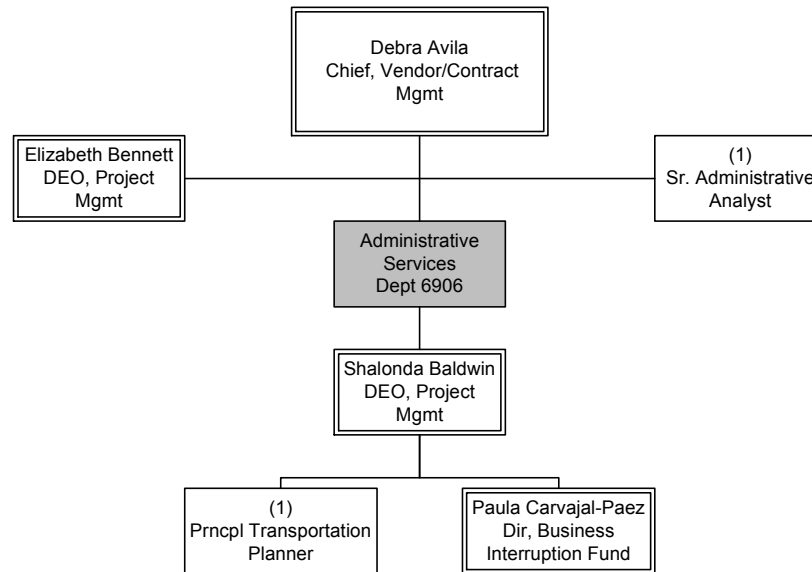 Debra Avila
Chief, Vendor/Contract
Mgmt
Elizabeth Bennett
DEO, Project
Mgmt
(1)
Sr. Administrative
Analyst
Administrative
Services
Dept 6906
Shalonda Baldwin
DEO, Project
Mgmt
(1)
Prncpl Transportation
Planner
Paula Carvajal-Paez
Dir, Business
Interruption Fund